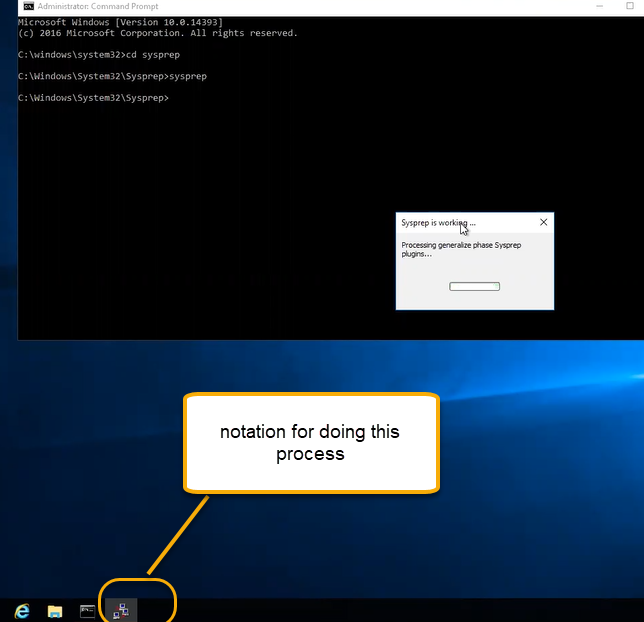 Administrator: Command Prompt
Microsoft Windows [Version 10.0.14393]
(c) 2016 Microsoft Corporation. All rights reserved.
C:\windows\system32>cd sysprep
C:\Windows\System32\Sysprep>sysprep
C:\Windows\System32\Sysprep>
Sysprep is working ...
Processing generalize phase Sysprep
plugins...
notation for doing this
process